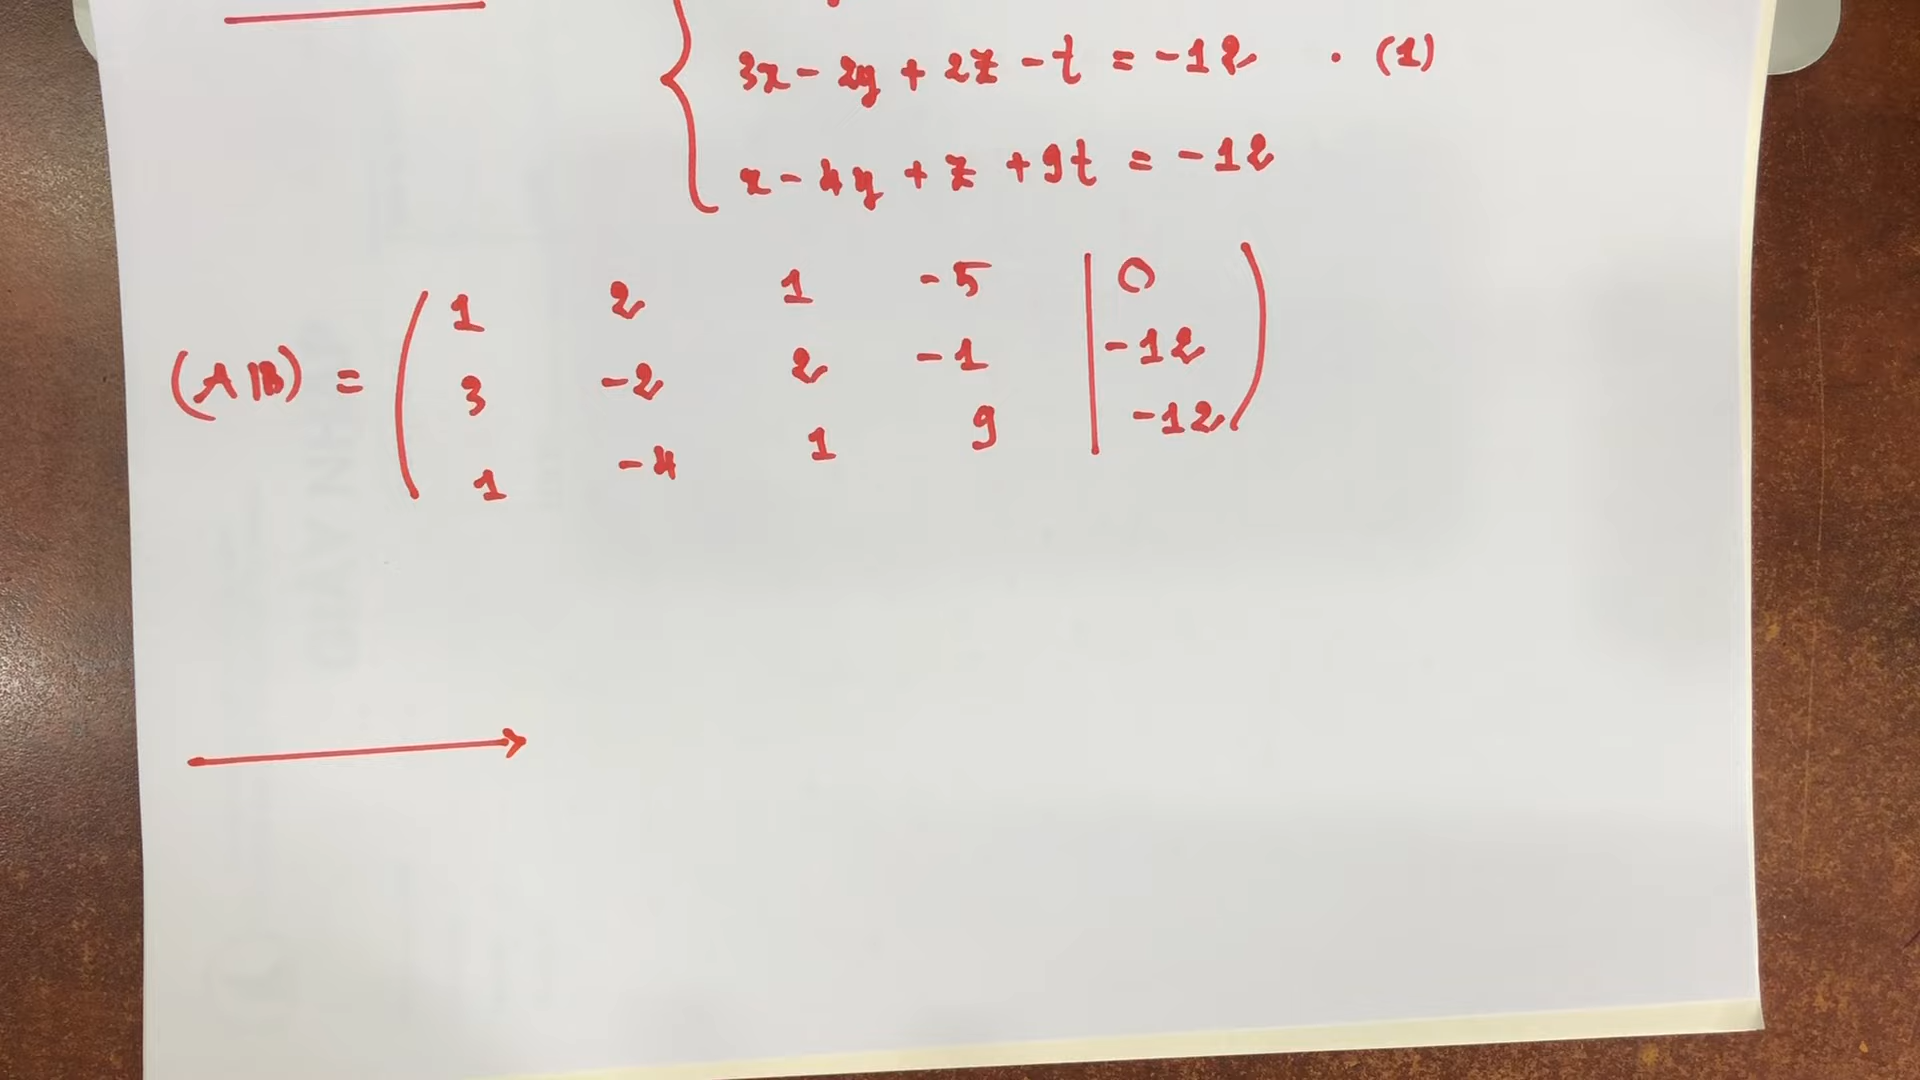 3x - 2y + 2z - t = -12 . (1)
x - 4y + z + 9t = -12
(A|B) = ( 1 2 1 -5 | 0
3 -2 2 -1 | -12
1 -4 1 9 | -12 )